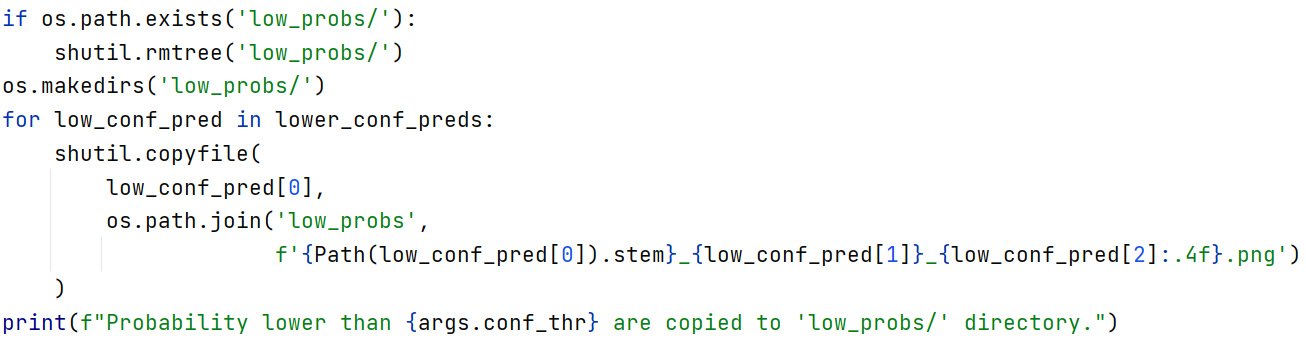 if os.path.exists('low_probs/'):
    shutil.rmtree('low_probs/')
os.makedirs('low_probs/')
for low_conf_pred in lower_conf_preds:
    shutil.copyfile(
        low_conf_pred[0],
        os.path.join('low_probs',
                     f'{Path(low_conf_pred[0]).stem}_{low_conf_pred[1]}_{low_conf_pred[2]:.4f}.png')
    )
print(f"Probability lower than {args.conf_thr} are copied to 'low_probs/' directory.")